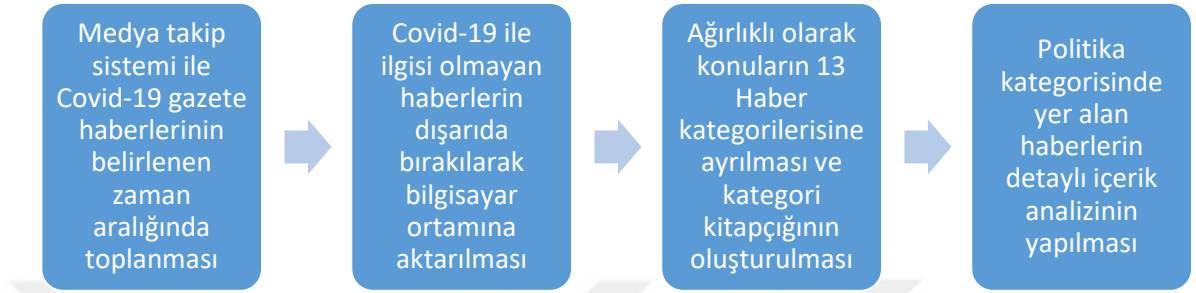 Medya takip
sistemi ile
Covid-19 gazete
haberlerinin
belirlenen
zaman
aralığında
toplanması
Covid-19 ile
ilgisi olmayan
haberlerin
dışarıda
bırakılarak
bilgisayar
ortamına
aktarılması
Ağırlıklı olarak
konuların 13
Haber
kategorilerisine
ayrılması ve
kategori
kitapçığının
oluşturulması
Politika
kategorisinde
yer alan
haberlerin
detaylı içerik
analizinin
yapılması